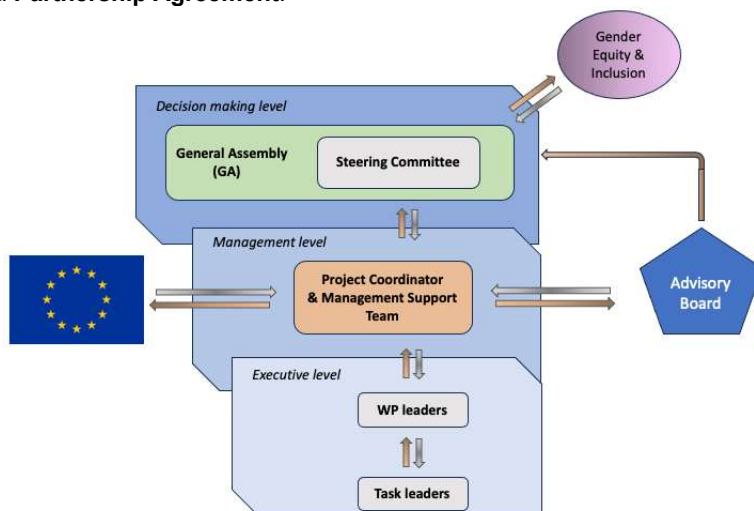 Partnership Agreement.
Gender
Equity &
Inclusion
Decision making level
General Assembly
(GA)
Steering Committee
Management level
Project Coordinator
& Management Support
Team
Advisory
Board
Executive level
WP leaders
Task leaders